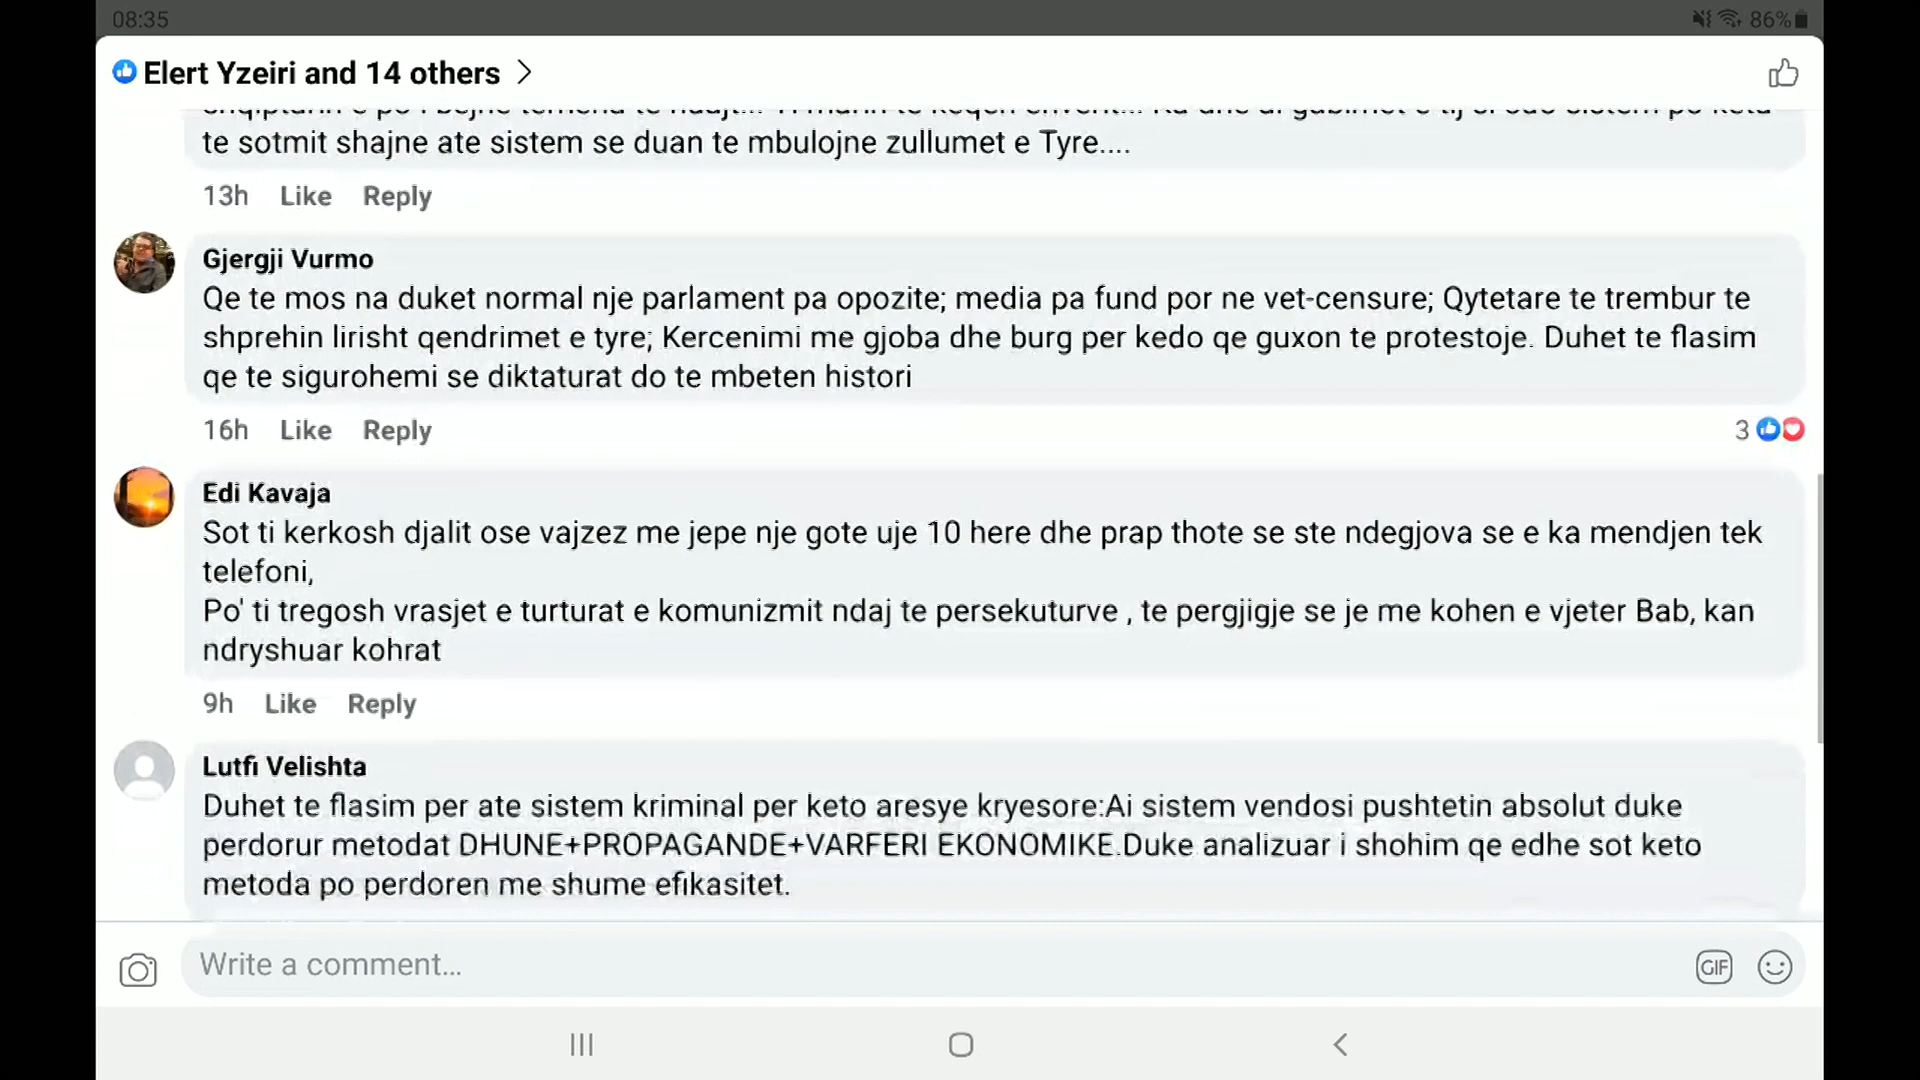 08:35
86%
Elert Yzeiri and 14 others
te sotmit shajne ate sistem se duan te mbulojne zullumet e Tyre....
13h Like Reply
Gjergji Vurmo
Qe te mos na duket normal nje parlament pa opozite; media pa fund por ne vet-censure; Qytetare te trembur te
shprehin lirisht qendrimet e tyre; Kercenimi me gjoba dhe burg per kedo qe guxon te protestoje. Duhet te flasim
qe te sigurohemi se diktaturat do te mbeten histori
16h Like Reply
3
Edi Kavaja
Sot ti kerkosh djalit ose vajzez me jepe nje gote uje 10 here dhe prap thote se ste ndegjova se e ka mendjen tek
telefoni,
Po' ti tregosh vrasjet e turturat e komunizmit ndaj te persekuturve , te pergjigje se je me kohen e vjeter Bab, kan
ndryshuar kohrat
9h Like Reply
Lutfi Velishta
Duhet te flasim per ate sistem kriminal per keto aresye kryesore:Ai sistem vendosi pushtetin absolut duke
perdorur metodat DHUNE+PROPAGANDE+VARFERI EKONOMIKE.Duke analizuar i shohim qe edhe sot keto
metoda po perdoren me shume efikasitet.
Write a comment...
GIF